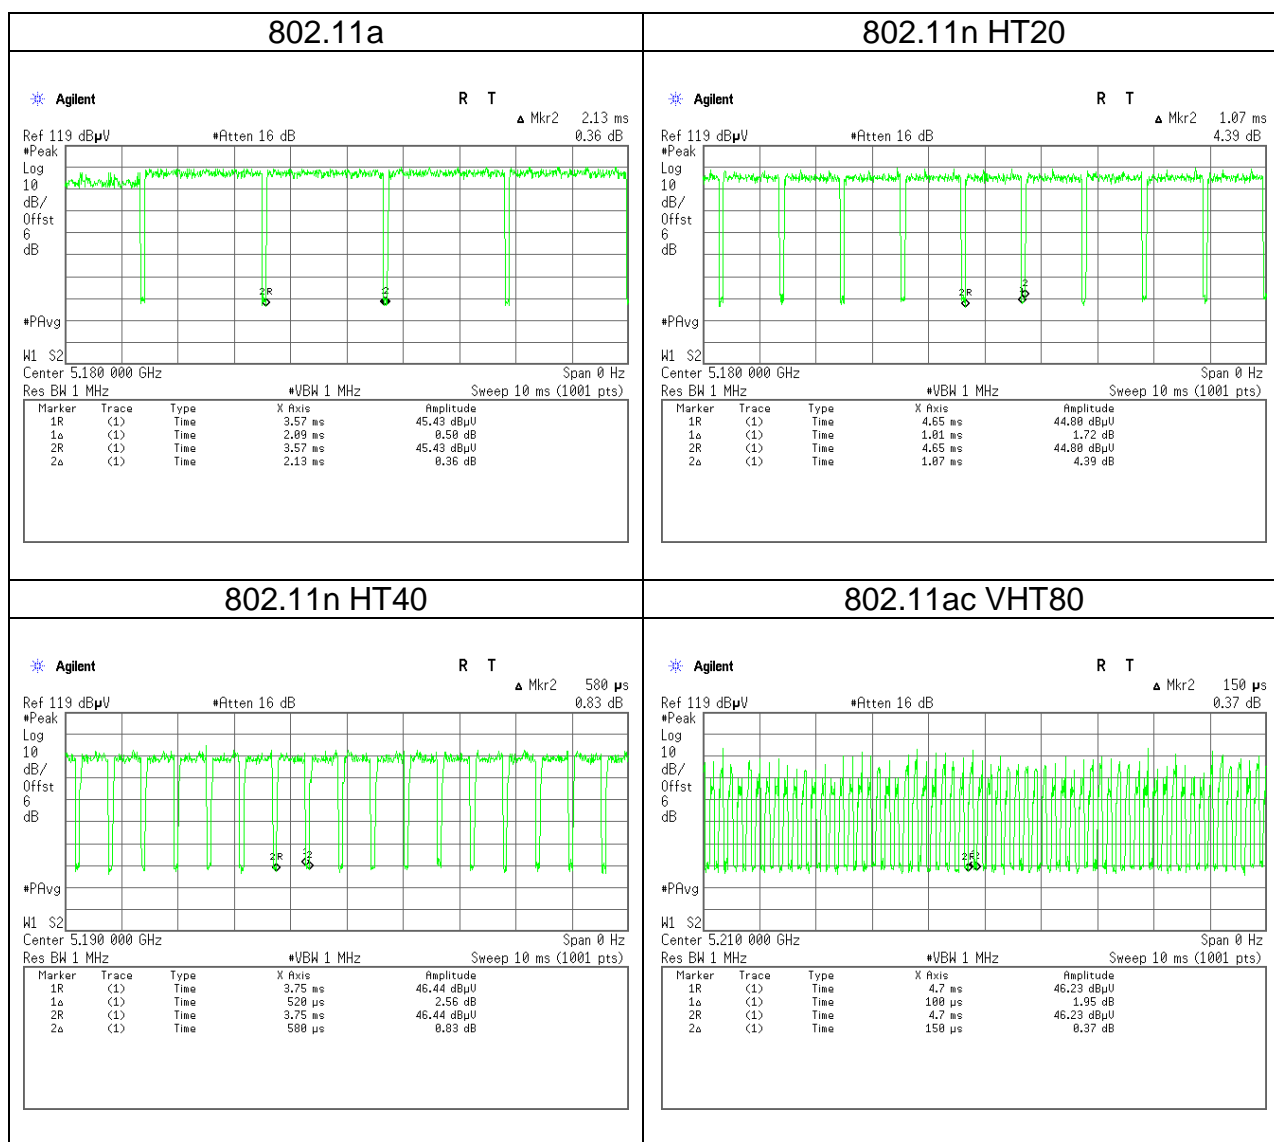 802.11a
Agilent
R T
Δ Mkr2 2.13 ms
Ref 119 dBµV #Atten 16 dB 0.36 dB
#Peak
Log
10
dB/
Offst
6
dB
2R
2
#PAvg
W1 S2
Center 5.180 000 GHz Span 0 Hz
Res BW 1 MHz #VBW 1 MHz Sweep 10 ms (1001 pts)
Marker Trace Type X Axis Amplitude
1R (1) Time 3.57 ms 45.43 dBµV
1Δ (1) Time 2.09 ms 0.50 dB
2R (1) Time 3.57 ms 45.43 dBµV
2Δ (1) Time 2.13 ms 0.36 dB
802.11n HT20
Agilent
R T
Δ Mkr2 1.07 ms
Ref 119 dBµV #Atten 16 dB 4.39 dB
#Peak
Log
10
dB/
Offst
6
dB
2R
2
#PAvg
W1 S2
Center 5.180 000 GHz Span 0 Hz
Res BW 1 MHz #VBW 1 MHz Sweep 10 ms (1001 pts)
Marker Trace Type X Axis Amplitude
1R (1) Time 4.65 ms 44.80 dBµV
1Δ (1) Time 1.01 ms 1.72 dB
2R (1) Time 4.65 ms 44.80 dBµV
2Δ (1) Time 1.07 ms 4.39 dB
802.11n HT40
Agilent
R T
Δ Mkr2 580 µs
Ref 119 dBµV #Atten 16 dB 0.83 dB
#Peak
Log
10
dB/
Offst
6
dB
2R
2
#PAvg
W1 S2
Center 5.190 000 GHz Span 0 Hz
Res BW 1 MHz #VBW 1 MHz Sweep 10 ms (1001 pts)
Marker Trace Type X Axis Amplitude
1R (1) Time 3.75 ms 46.44 dBµV
1Δ (1) Time 520 µs 2.56 dB
2R (1) Time 3.75 ms 46.44 dBµV
2Δ (1) Time 580 µs 0.83 dB
802.11ac VHT80
Agilent
R T
Δ Mkr2 150 µs
Ref 119 dBµV #Atten 16 dB 0.37 dB
#Peak
Log
10
dB/
Offst
6
dB
2R
#PAvg
W1 S2
Center 5.210 000 GHz Span 0 Hz
Res BW 1 MHz #VBW 1 MHz Sweep 10 ms (1001 pts)
Marker Trace Type X Axis Amplitude
1R (1) Time 4.7 ms 46.23 dBµV
1Δ (1) Time 100 µs 1.95 dB
2R (1) Time 4.7 ms 46.23 dBµV
2Δ (1) Time 150 µs 0.37 dB